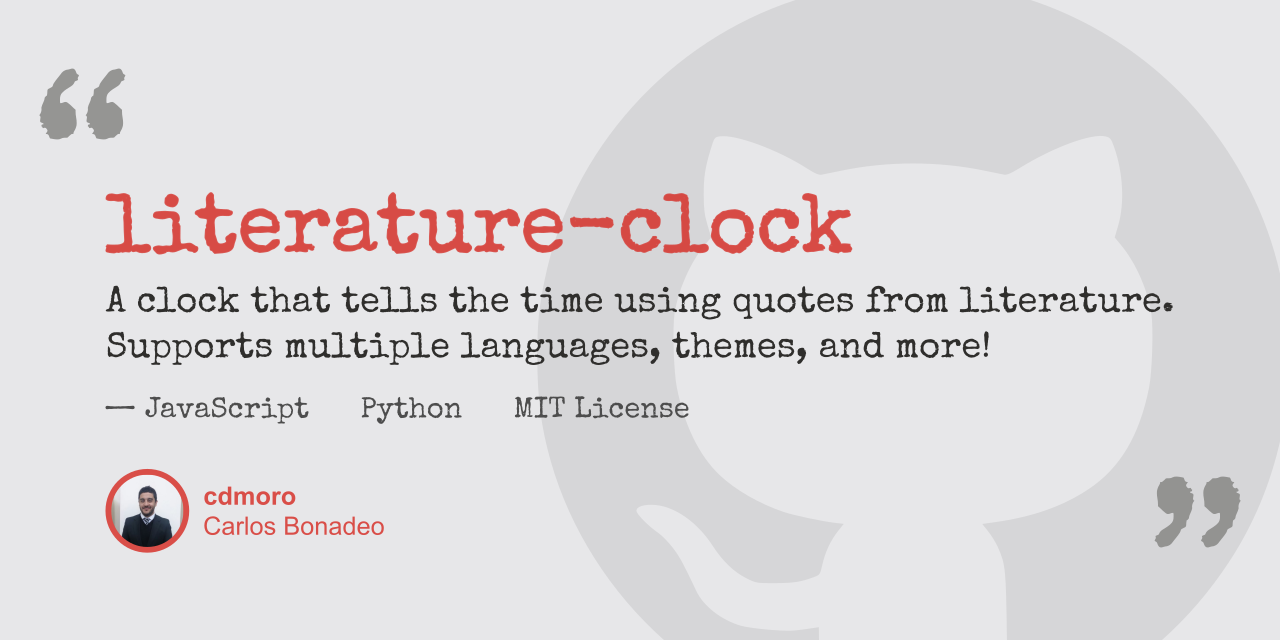 “
literature-clock
A clock that tells the time using quotes from literature.
Supports multiple languages, themes, and more!
— JavaScript Python MIT License
cdmoro
Carlos Bonadeo
”